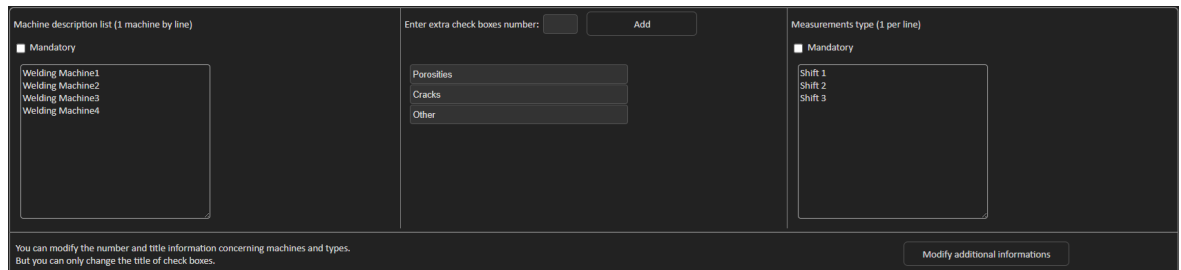 Machine description list (1 machine by line)
Mandatory
Welding Machine1
Welding Machine2
Welding Machine3
Welding Machine4
Enter extra check boxes number:
Add
Porosities
Cracks
Other
Measurements type (1 per line)
Mandatory
Shift 1
Shift 2
Shift 3
You can modify the number and title information concerning machines and types.
But you can only change the title of check boxes.
Modify additional informations